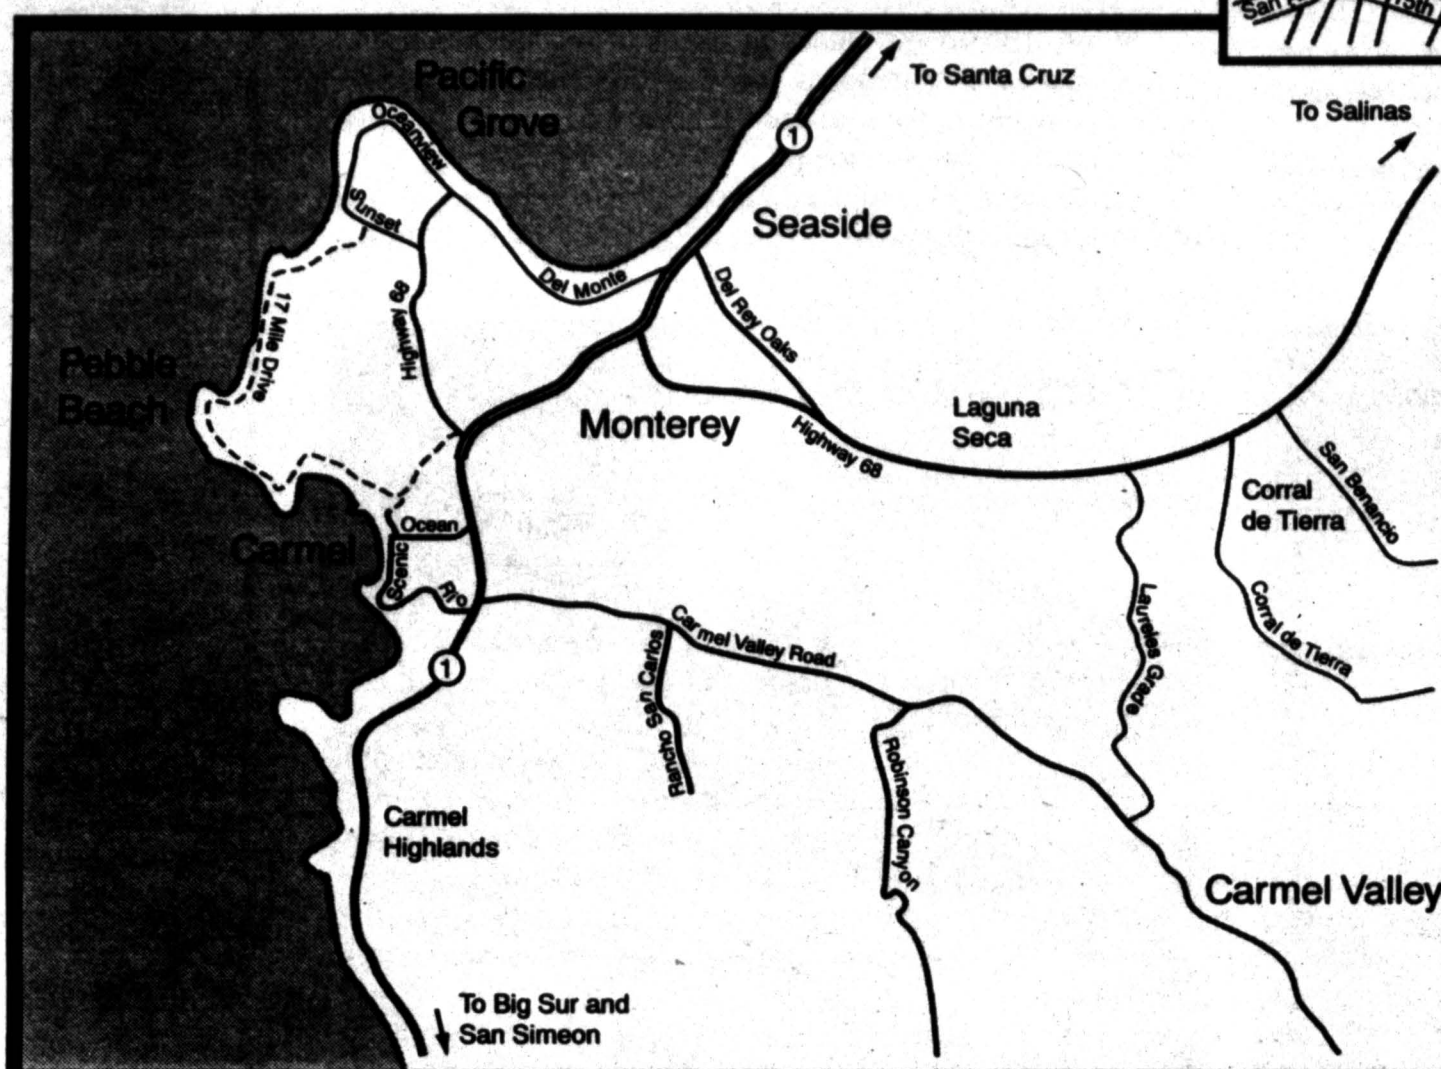 15th
To Santa Cruz
To Salinas
Pacific
Grove
Oceanview
Sunset
Seaside
Del Monte
Del Rey Oaks
17 Mile Drive
Highway 68
Pebble
Beach
Monterey
Highway 68
Laguna
Seca
San Benancio
Corral
de Tierra
Ocean
Carmel
Scenic
Rio
1
1
Carmel Valley Road
Rancho San Carlos
Laureles Grade
Corral de Tierra
Robinson Canyon
Carmel
Highlands
Carmel Valley
To Big Sur and
San Simeon